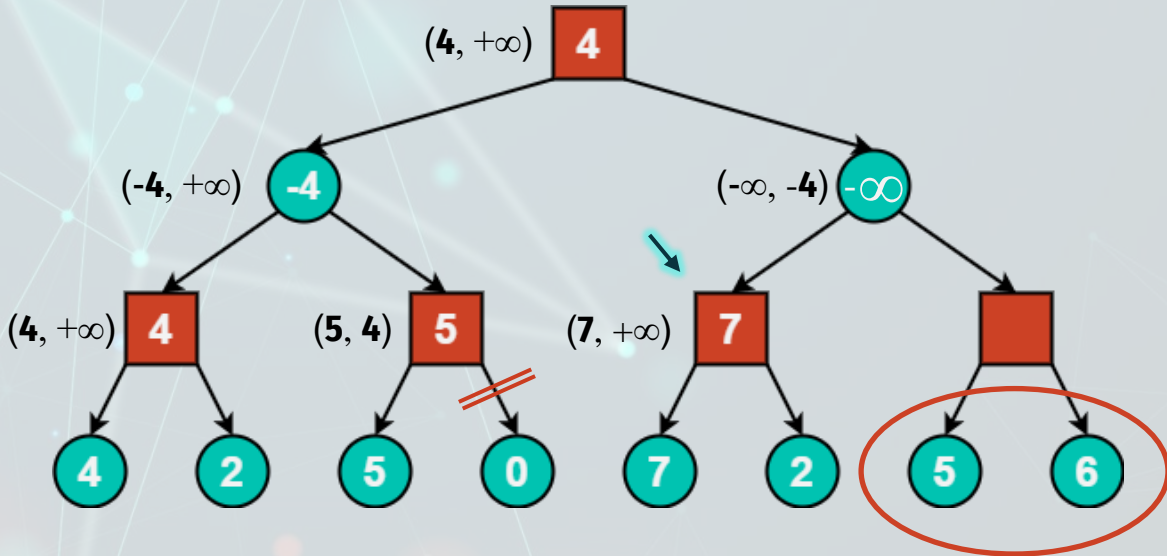 (4, +∞) 4
(-4, +∞) -4 (-∞, -4) -∞
(4, +∞) 4 (5, 4) 5 (7, +∞) 7
4 2 5 0 7 2 5 6